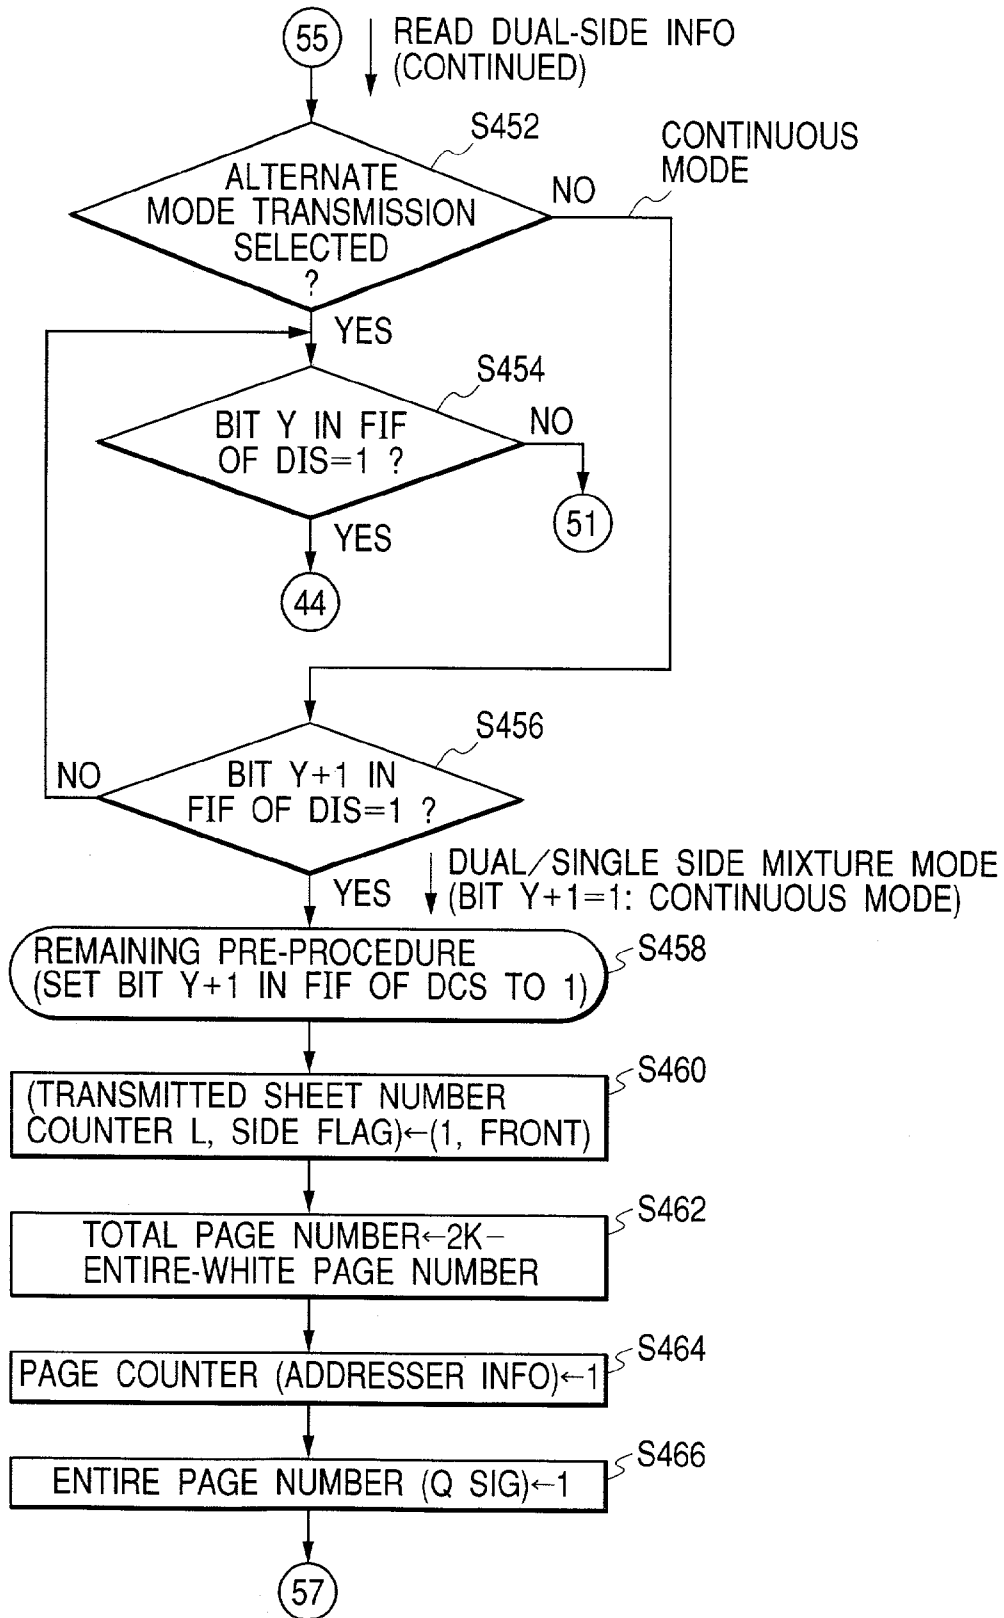 55
READ DUAL-SIDE INFO
(CONTINUED)
S452
CONTINUOUS
MODE
ALTERNATE
MODE TRANSMISSION
SELECTED
?
NO
YES
S454
BIT Y IN FIF
OF DIS=1 ?
NO
51
YES
44
S456
BIT Y+1 IN
FIF OF DIS=1 ?
NO
YES
DUAL/SINGLE SIDE MIXTURE MODE
(BIT Y+1=1: CONTINUOUS MODE)
S458
REMAINING PRE-PROCEDURE
(SET BIT Y+1 IN FIF OF DCS TO 1)
S460
(TRANSMITTED SHEET NUMBER
COUNTER L, SIDE FLAG)←(1, FRONT)
S462
TOTAL PAGE NUMBER←2K−
ENTIRE-WHITE PAGE NUMBER
S464
PAGE COUNTER (ADDRESSER INFO)←1
S466
ENTIRE PAGE NUMBER (Q SIG)←1
57